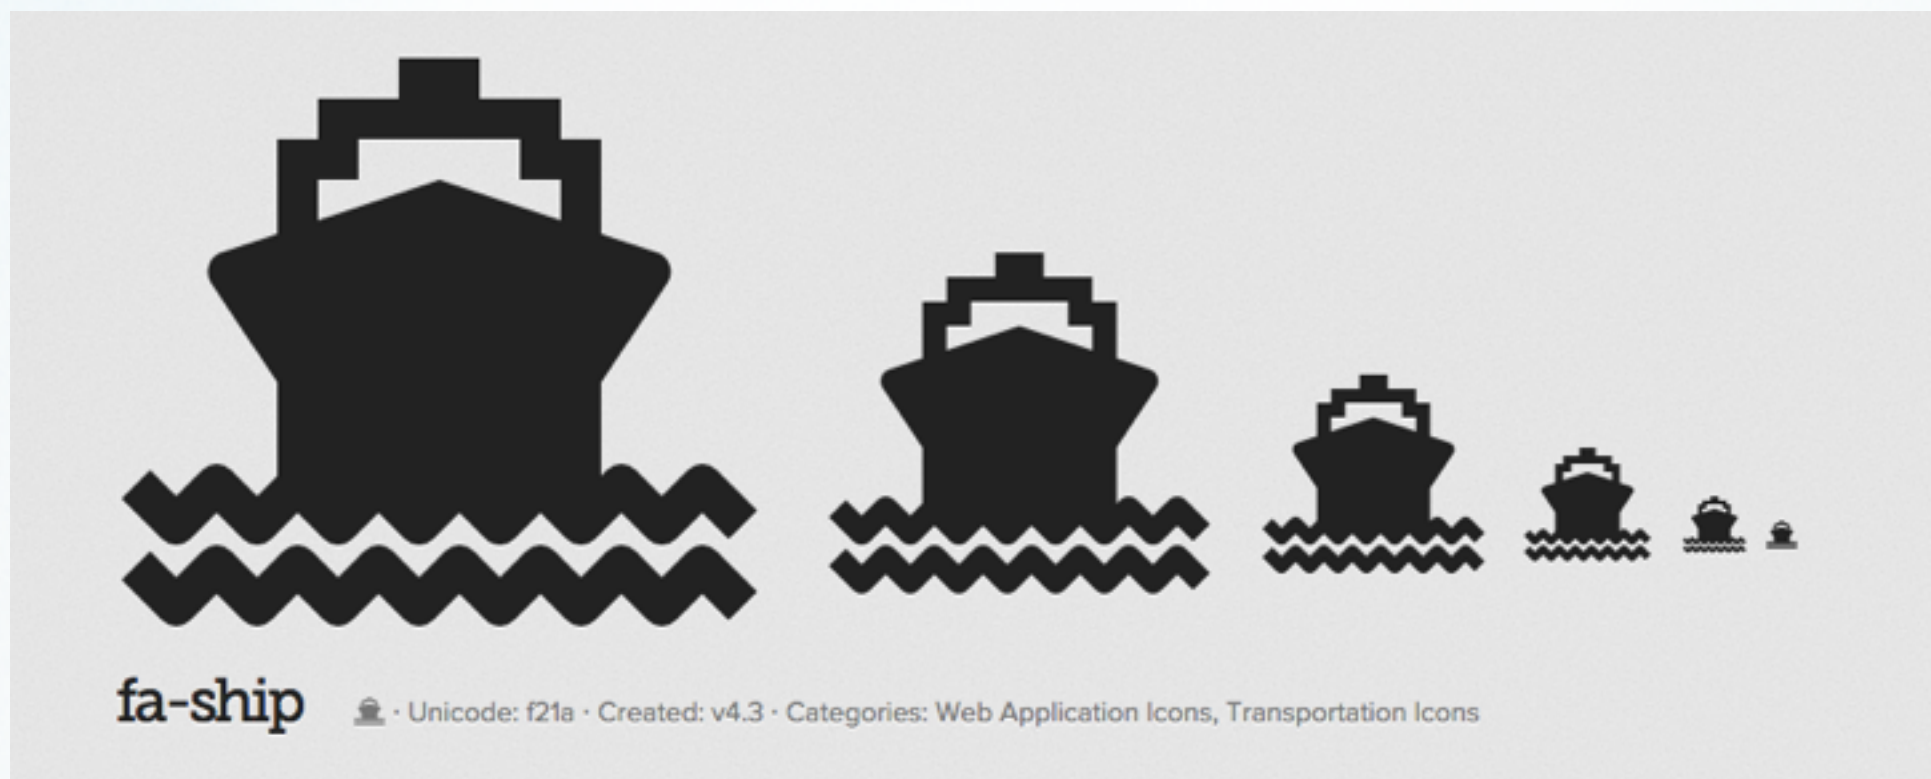 fa-ship · Unicode: f21a · Created: v4.3 · Categories: Web Application Icons, Transportation Icons